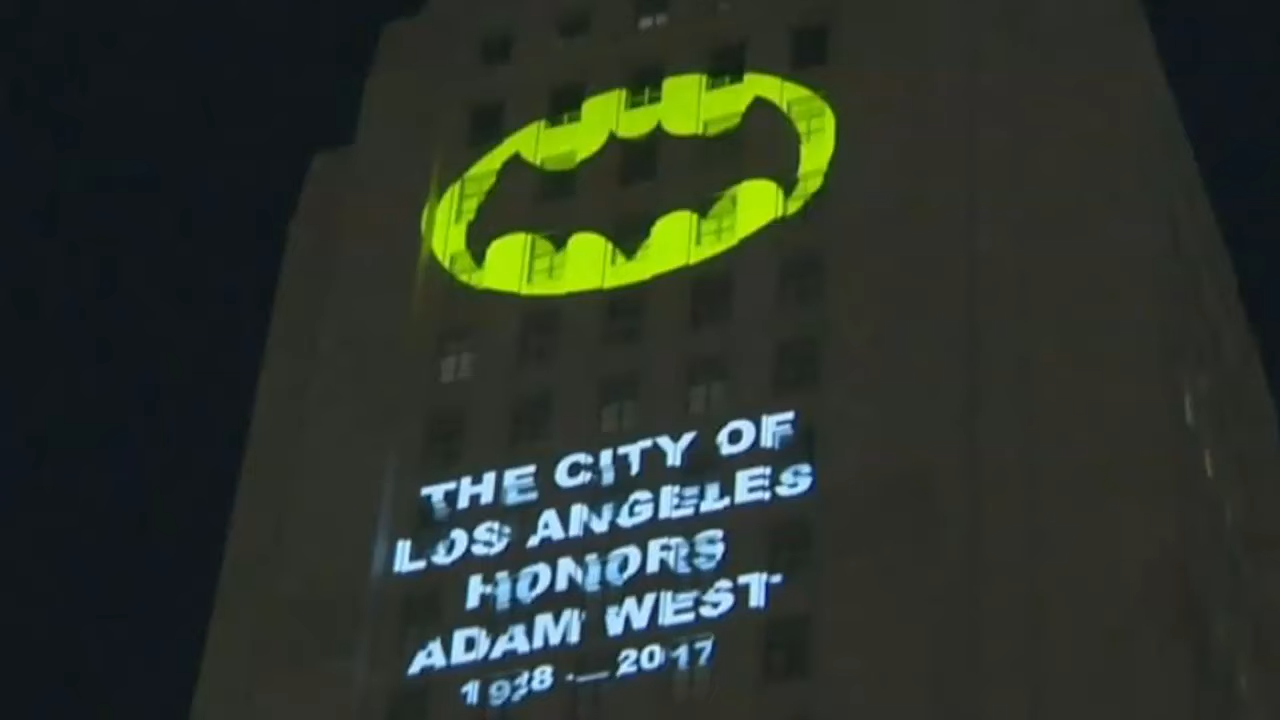 THE CITY OF
LOS ANGELES
HONORS
ADAM WEST
1928 — 2017